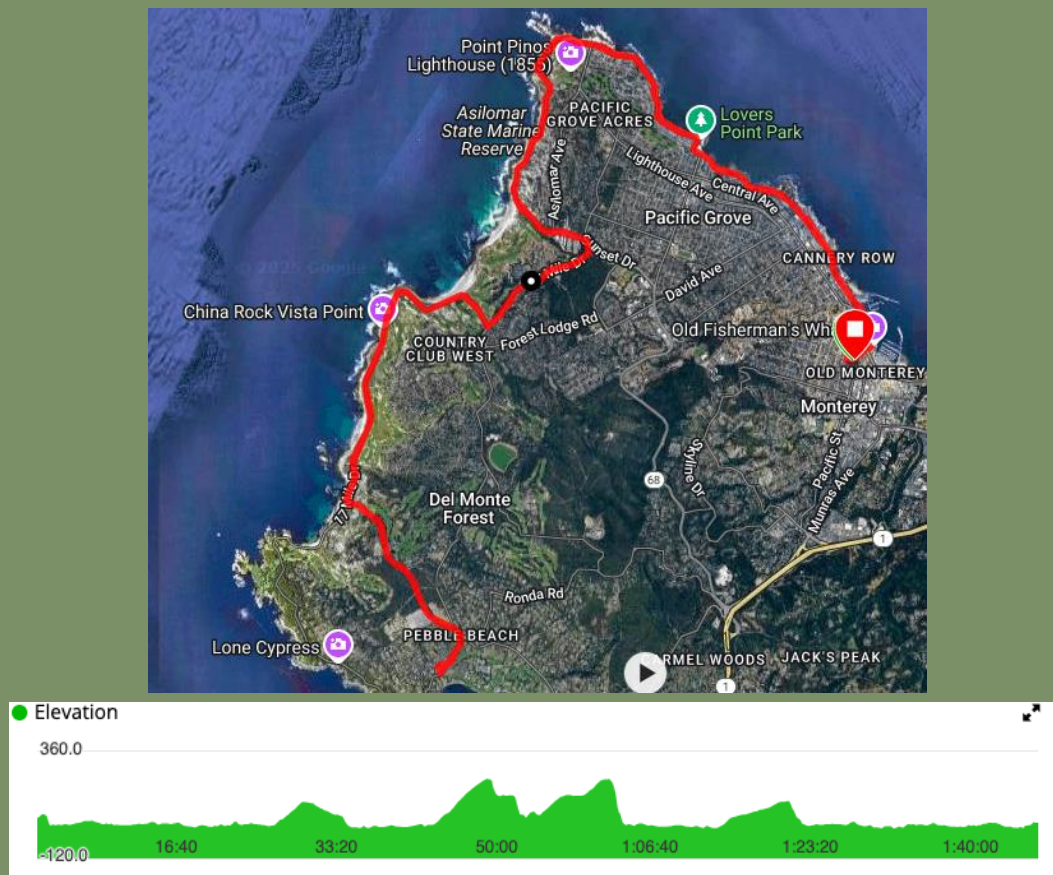 Point Pinos
Lighthouse (1855)
PACIFIC
GROVE ACRES
Lovers
Point Park
Asilomar
State Marine
Reserve
Asilomar Ave
Lighthouse Ave
Central Ave
Pacific Grove
Sunset Dr
CANNERY ROW
David Ave
China Rock Vista Point
Forest Lodge Rd
Old Fisherman's Wh
COUNTRY
CLUB WEST
OLD MONTEREY
Monterey
Pacific St
Munras Ave
Skyline Dr
68
17 Mile Dr
Del Monte
Forest
1
Ronda Rd
PEBBLE BEACH
Lone Cypress
CARMEL WOODS
JACK'S PEAK
1
Elevation
360.0
-120.0
16:40
33:20
50:00
1:06:40
1:23:20
1:40:00